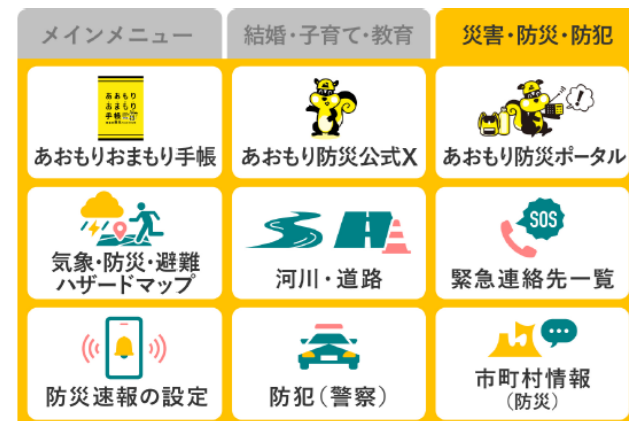 メインメニュー
結婚・子育て・教育
災害・防災・防犯
あおもり
おまもり
手帳
あおもりおまもり手帳
あおもり防災公式X
あおもり防災ポータル
気象・防災・避難
ハザードマップ
河川・道路
SOS
緊急連絡先一覧
防災速報の設定
防犯(警察)
市町村情報
(防災)